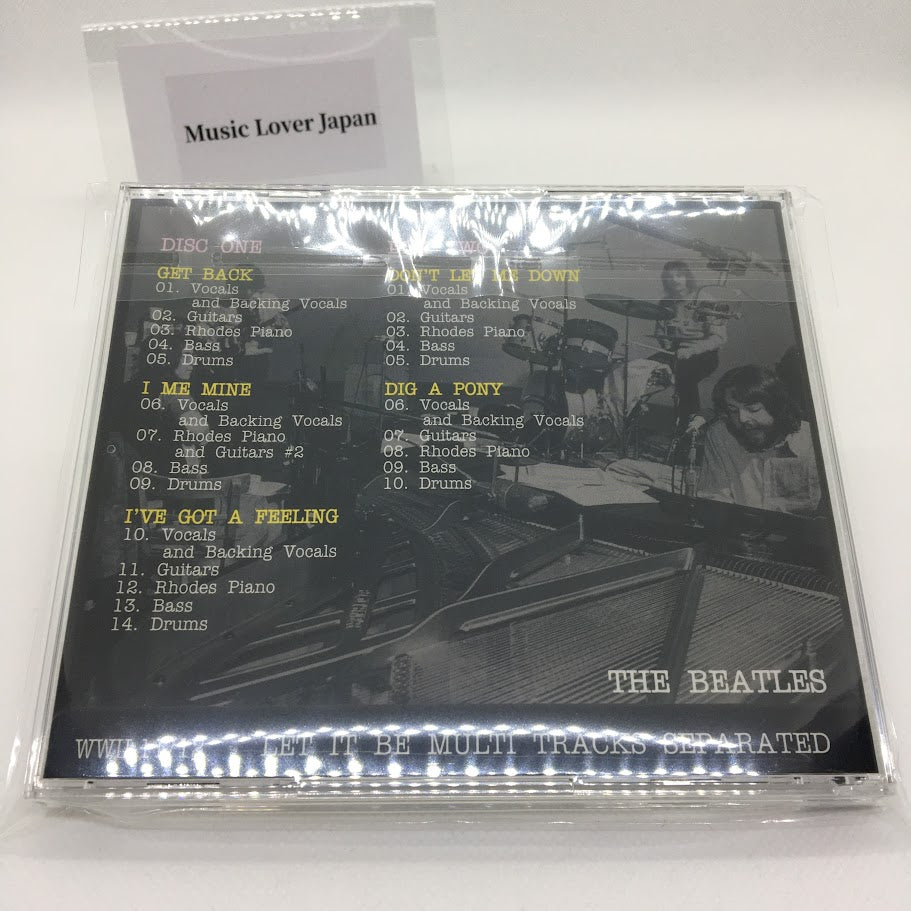 Music Lover Japan
DISC ONE
GET BACK
01. Vocals
and Backing Vocals
02. Guitars
03. Rhodes Piano
04. Bass
05. Drums
I ME MINE
06. Vocals
and Backing Vocals
07. Rhodes Piano
and Guitars #2
08. Bass
09. Drums
I'VE GOT A FEELING
10. Vocals
and Backing Vocals
11. Guitars
12. Rhodes Piano
13. Bass
14. Drums
DON'T LET ME DOWN
01. Vocals
and Backing Vocals
02. Guitars
03. Rhodes Piano
04. Bass
05. Drums
DIG A PONY
06. Vocals
and Backing Vocals
07. Guitars
08. Rhodes Piano
09. Bass
10. Drums
THE BEATLES
LET IT BE MULTI TRACKS SEPARATED